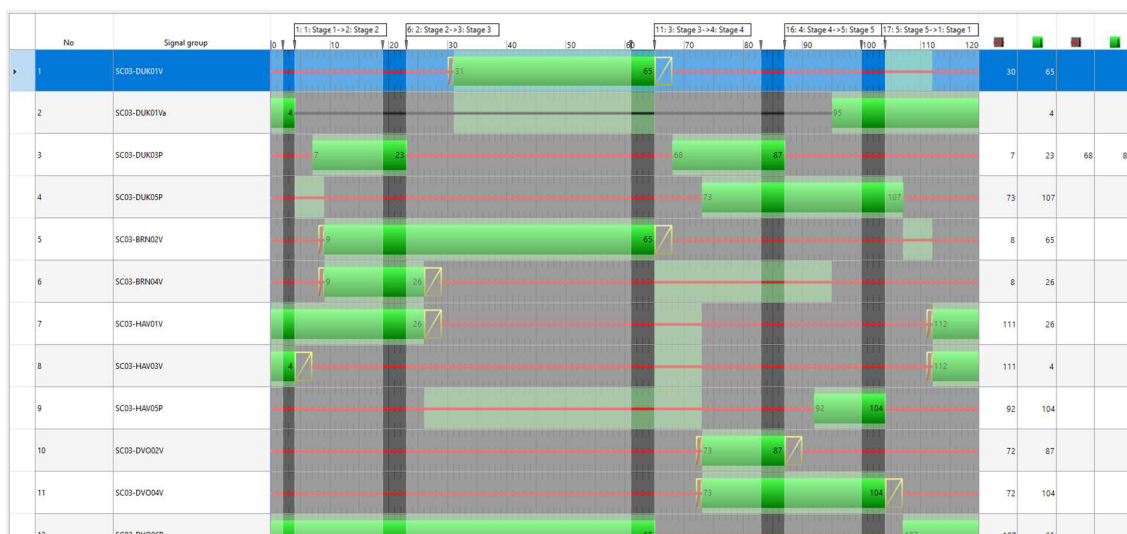 1: 1: Stage 1->2: Stage 2 6: 2: Stage 2->3: Stage 3 11: 3: Stage 3->4: Stage 4 16: 4: Stage 4->5: Stage 5 17: 5: Stage 5->1: Stage 1
No Signal group 0 20 30 40 50 60 70 80 90 100 110 120
1 SC03-DUK01V 31 65 30 65
2 SC03-DUK01Va 4 95 4
3 SC03-DUK03P 7 23 68 87 7 23 68 8
4 SC03-DUK05P 73 107 73 107
5 SC03-BRN02V 9 65 8 65
6 SC03-BRN04V 9 26 8 26
7 SC03-HAV01V 26 112 111 26
8 SC03-HAV03V 4 112 111 4
9 SC03-HAV05P 92 104 92 104
10 SC03-DVO02V 73 87 72 87
11 SC03-DVO04V 73 104 72 104